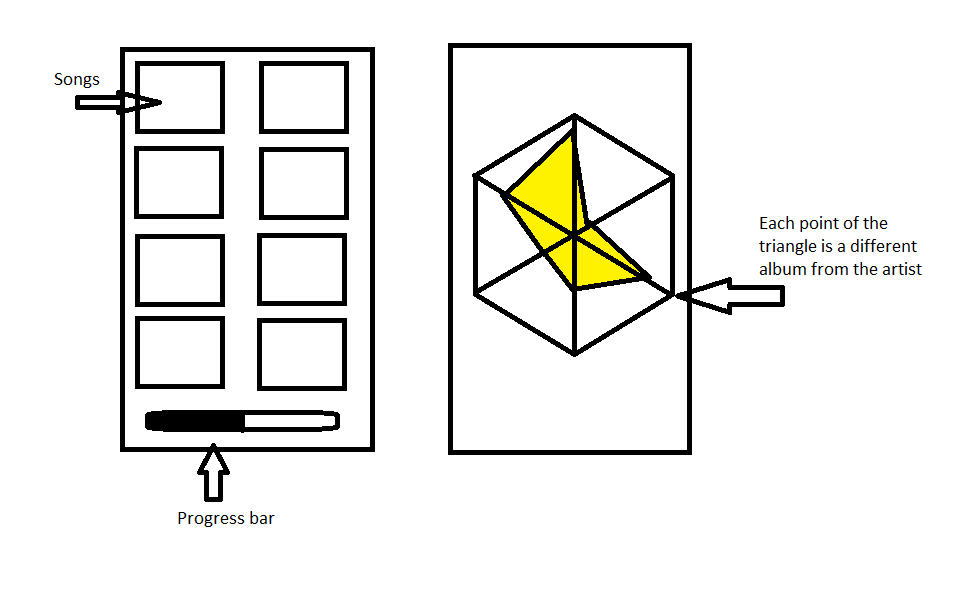 Songs
Progress bar
Each point of the
triangle is a different
album from the artist